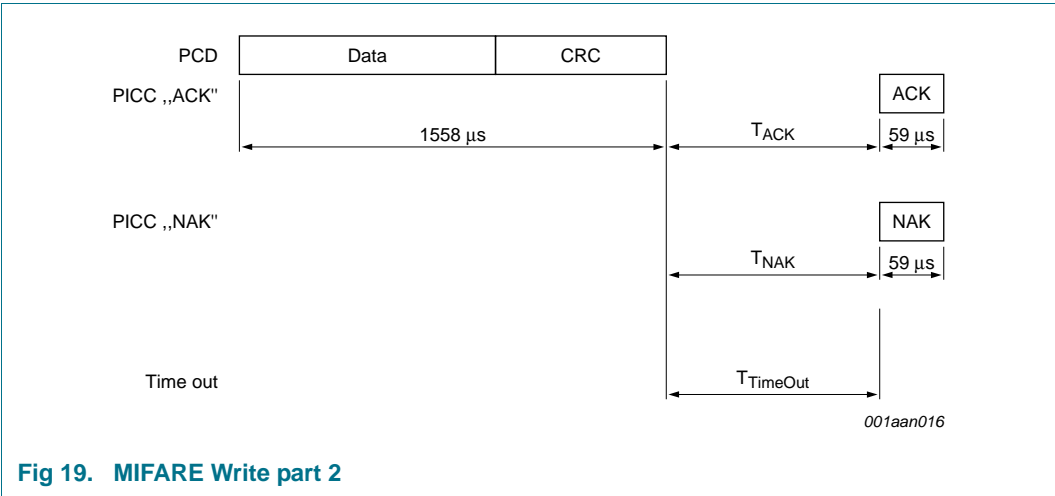 PCD Data CRC
PICC ,,ACK" ACK
1558 μs TACK 59 μs
PICC ,,NAK" NAK
TNAK 59 μs
Time out TTimeOut
001aan016
Fig 19. MIFARE Write part 2